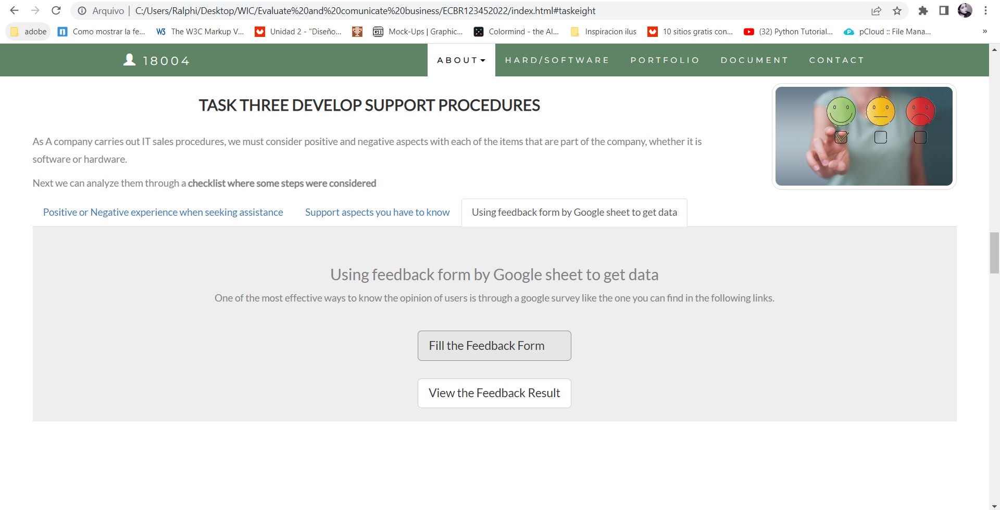 Arquivo | C:/Users/Ralphi/Desktop/WIC/Evaluate%20and%20comunicate%20business/ECBR123452022/index.html#taskeight
adobe Como mostrar la fe... The W3C Markup V... Unidad 2 - "Diseño... Mock-Ups | Graphic... Colormind - the AI... Inspiracion ilus 10 sitios gratis con... (32) Python Tutorial... pCloud :: File Mana... »
18004 ABOUT HARD/SOFTWARE PORTFOLIO DOCUMENT CONTACT
TASK THREE DEVELOP SUPPORT PROCEDURES
As A company carries out IT sales procedures, we must consider positive and negative aspects with each of the items that are part of the company, whether it is
software or hardware.
Next we can analyze them through a checklist where some steps were considered
Positive or Negative experience when seeking assistance Support aspects you have to know Using feedback form by Google sheet to get data
Using feedback form by Google sheet to get data
One of the most effective ways to know the opinion of users is through a google survey like the one you can find in the following links.
Fill the Feedback Form
View the Feedback Result